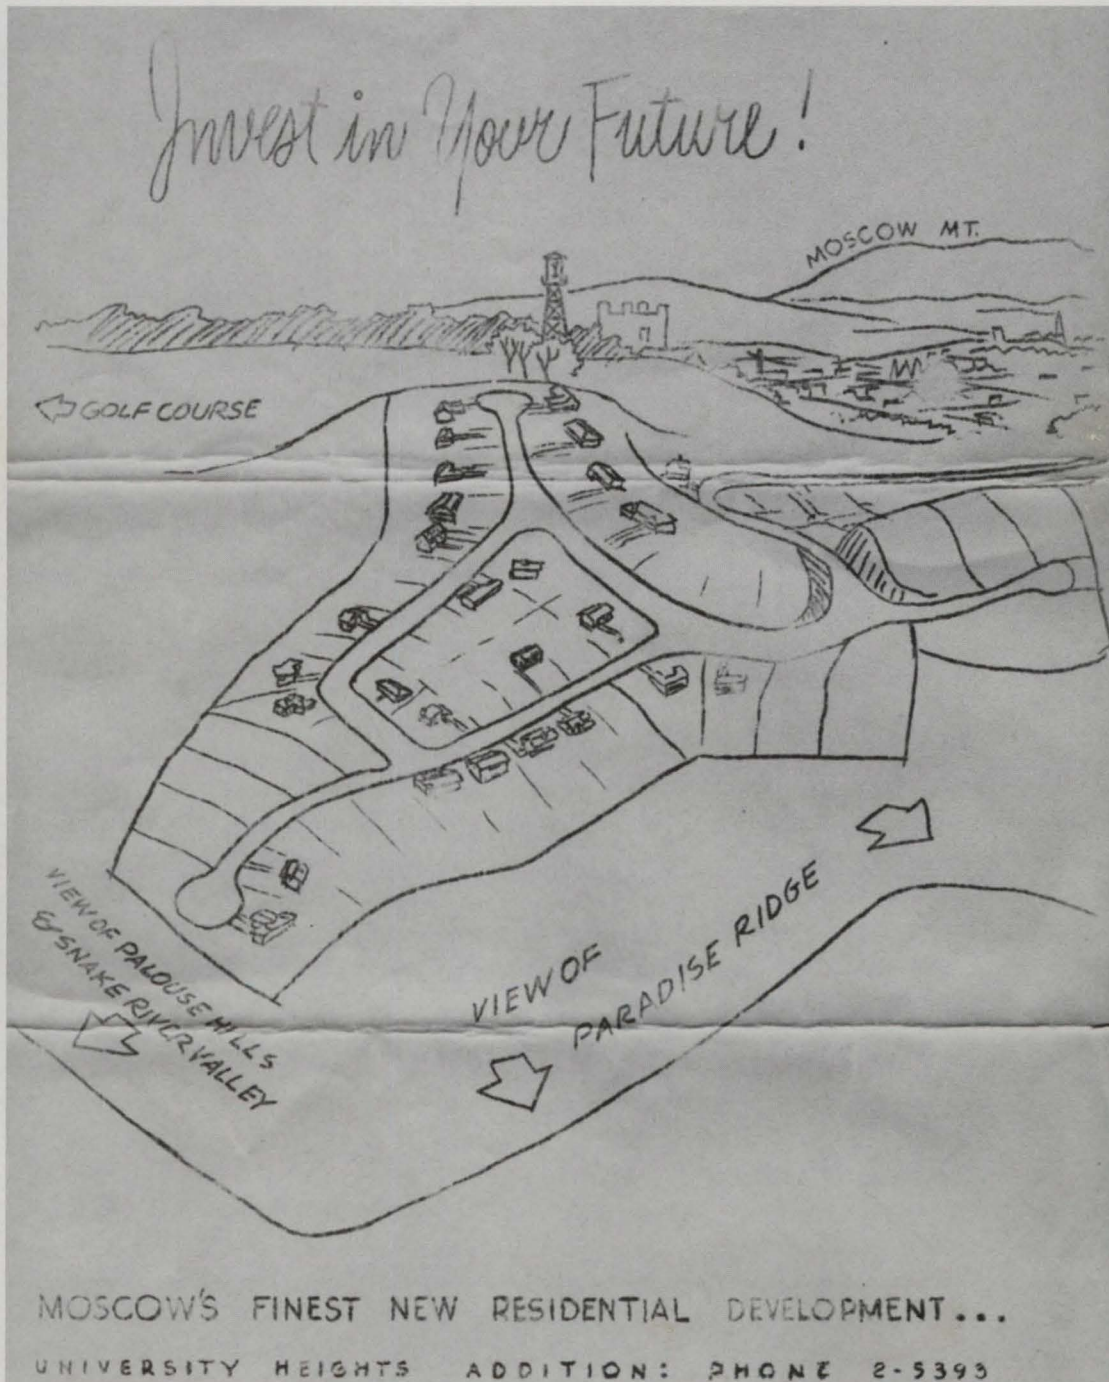 Invest in Your Future!
MOSCOW MT.
GOLF COURSE
VIEW OF PALOUSE HILLS
& SNAKE RIVER VALLEY
VIEW OF
PARADISE RIDGE
MOSCOW'S FINEST NEW RESIDENTIAL DEVELOPMENT...
UNIVERSITY HEIGHTS ADDITION: PHONE 2-5393